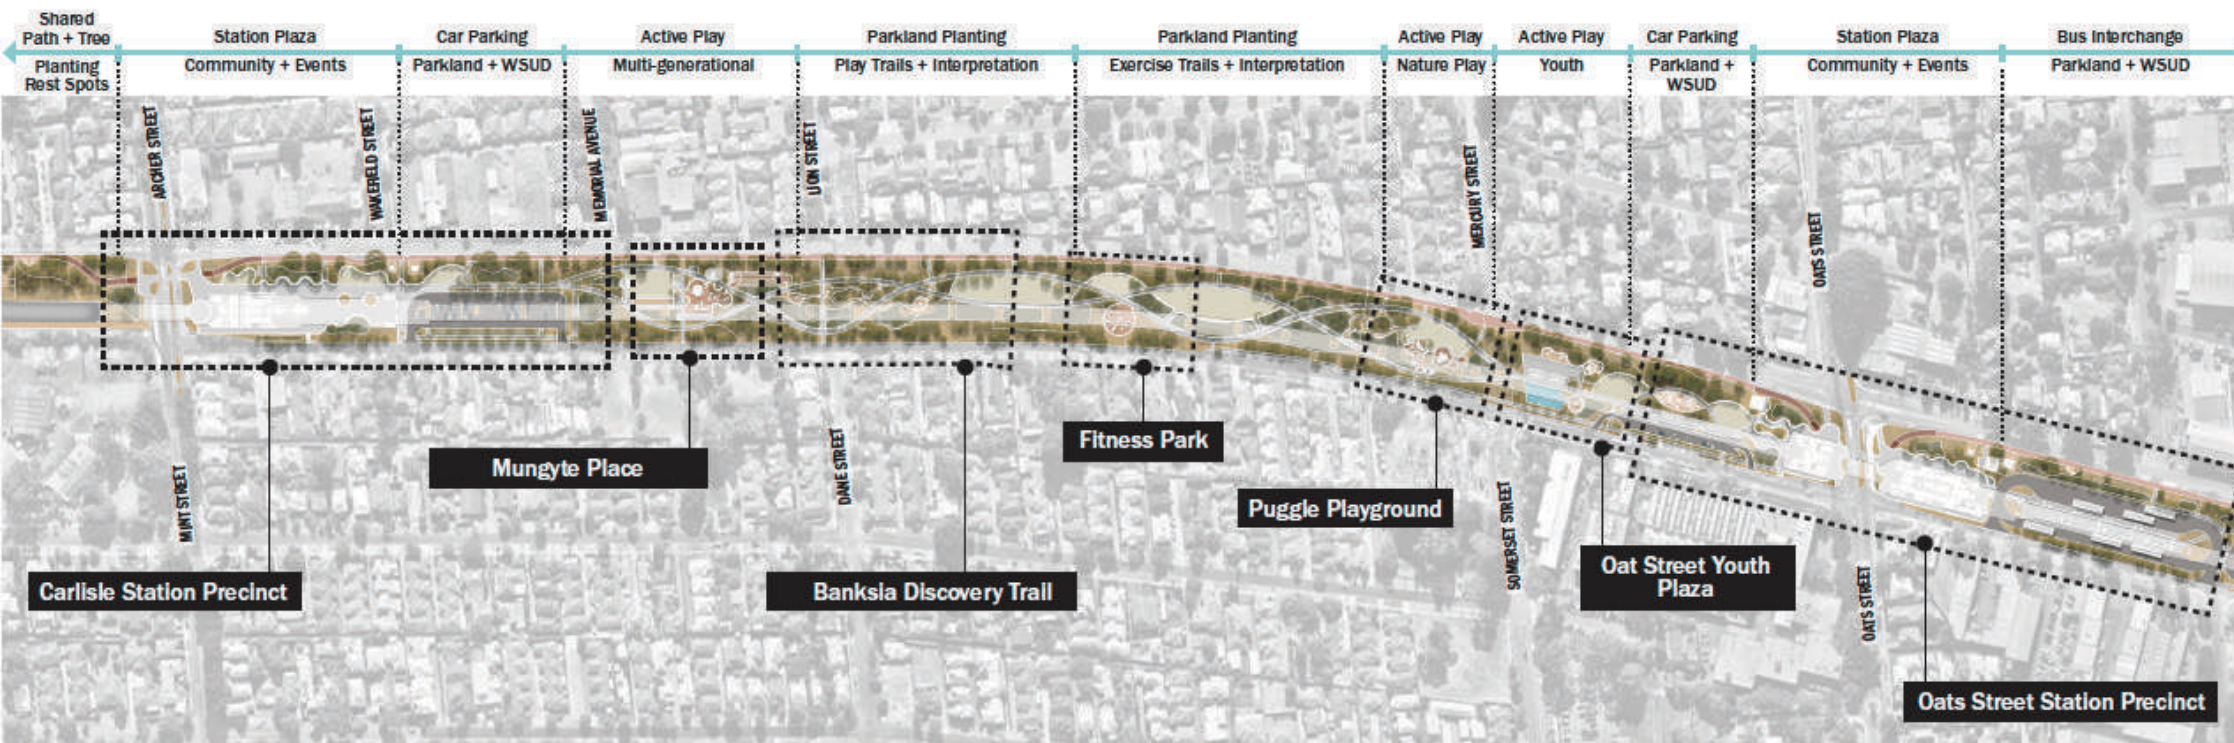 Shared
Path + Tree
Planting
Rest Spots
Station Plaza
Community + Events
Car Parking
Parkland + WSUD
Active Play
Multi-generational
Parkland Planting
Play Trails + Interpretation
Parkland Planting
Exercise Trails + Interpretation
Active Play
Nature Play
Active Play
Youth
Car Parking
Parkland +
WSUD
Station Plaza
Community + Events
Bus Interchange
Parkland + WSUD
ARCHER STREET
WAKEFIELD STREET
MEMORIAL AVENUE
LION STREET
MERCURY STREET
OATS STREET
MINT STREET
DANE STREET
SOMERSET STREET
OATS STREET
Carlisle Station Precinct
Mungyte Place
Banksia Discovery Trail
Fitness Park
Puggle Playground
Oat Street Youth
Plaza
Oats Street Station Precinct